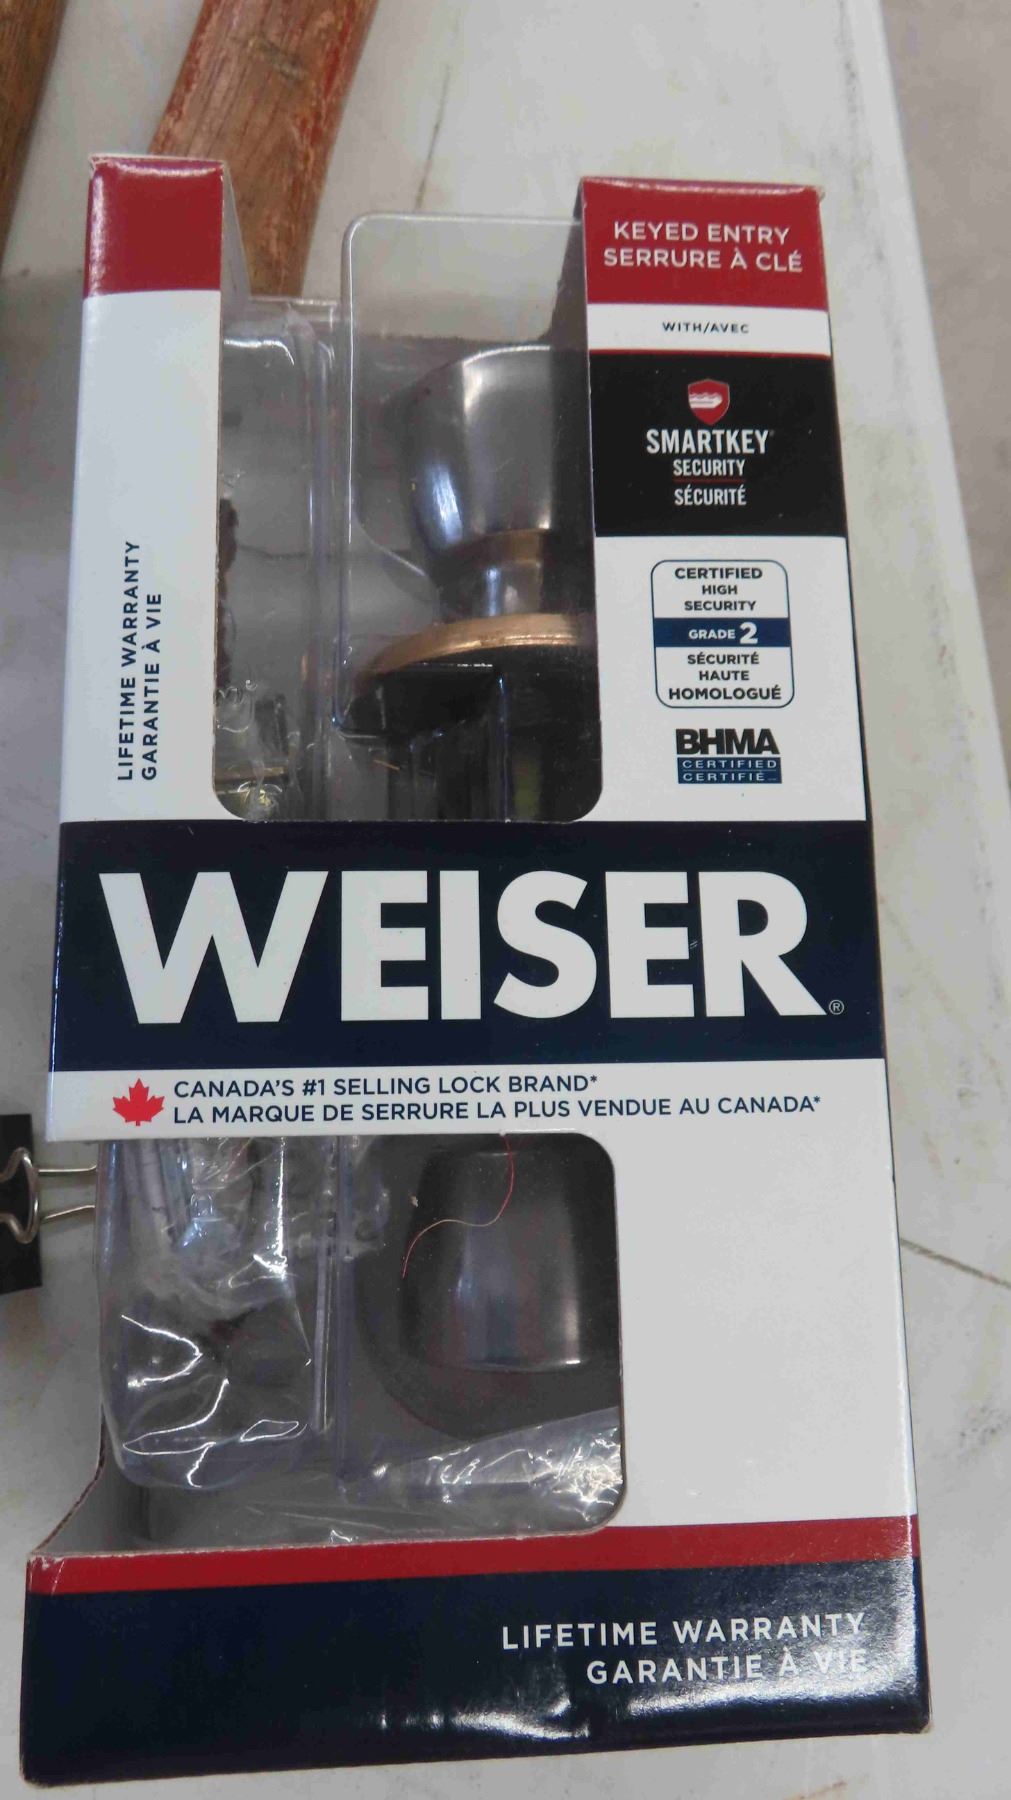 KEYED ENTRY
SERRURE À CLÉ
WITH/AVEC
SMARTKEY
SECURITY
SÉCURITÉ
CERTIFIED
HIGH
SECURITY
GRADE 2
SÉCURITÉ
HAUTE
HOMOLOGUÉ
BHMA
CERTIFIED
CERTIFIÉ
LIFETIME WARRANTY
GARANTIE À VIE
WEISER®
CANADA'S #1 SELLING LOCK BRAND*
LA MARQUE DE SERRURE LA PLUS VENDUE AU CANADA*
LIFETIME WARRANTY
GARANTIE À VIE